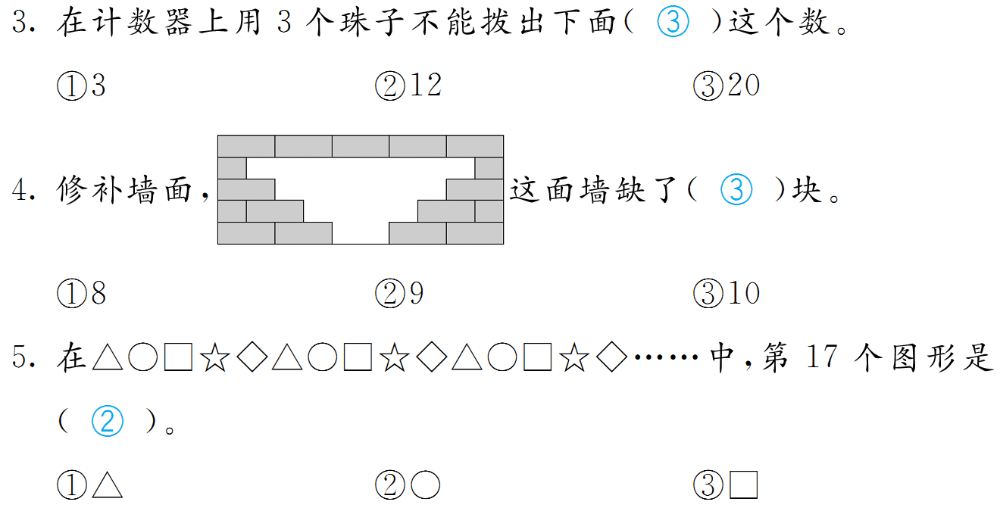 3. 在计数器上用 3 个珠子不能拨出下面( ③ )这个数。
①3 ②12 ③20
4. 修补墙面, 这面墙缺了( ③ )块。
①8 ②9 ③10
5. 在△○□☆◇△○□☆◇△○□☆◇……中,第 17 个图形是
( ② )。
①△ ②○ ③□